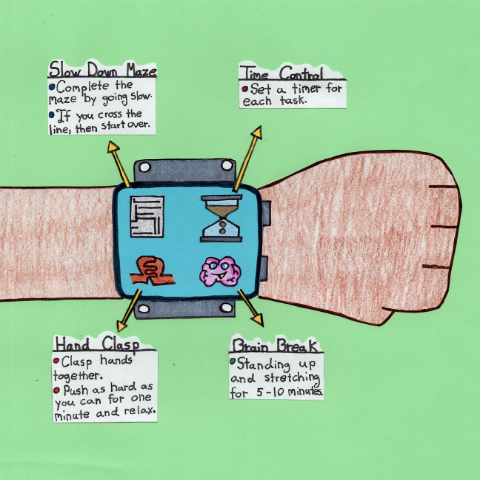 Slow Down Maze
• Complete the
maze by going slow.
• If you cross the
line, then start over.
Time Control
• Set a timer for
each task.
Hand Clasp
• Clasp hands
together.
• Push as hard as
you can for one
minute and relax.
Brain Break
• Standing up
and stretching
for 5-10 minutes.